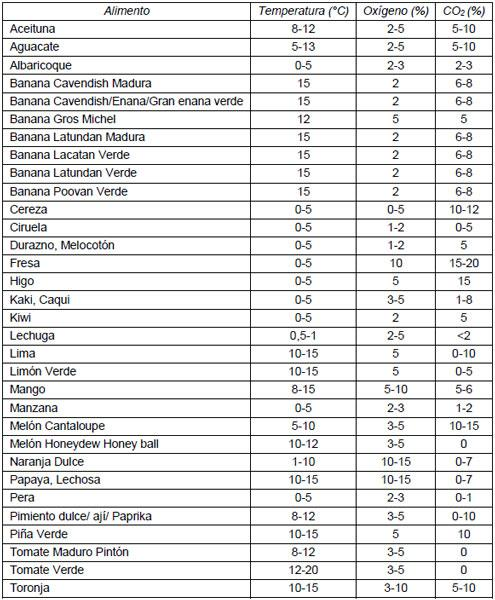 Alimento Temperatura (°C) Oxígeno (%) CO₂ (%)
Aceituna 8-12 2-5 5-10
Aguacate 5-13 2-5 5-10
Albaricoque 0-5 2-3 2-3
Banana Cavendish Madura 15 2 6-8
Banana Cavendish/Enana/Gran enana verde 15 2 6-8
Banana Gros Michel 12 5 5
Banana Latundan Madura 15 2 6-8
Banana Lacatan Verde 15 2 6-8
Banana Latundan Verde 15 2 6-8
Banana Poovan Verde 15 2 6-8
Cereza 0-5 0-5 10-12
Ciruela 0-5 1-2 0-5
Durazno, Melocotón 0-5 1-2 5
Fresa 0-5 10 15-20
Higo 0-5 5 15
Kaki, Caqui 0-5 3-5 1-8
Kiwi 0-5 2 5
Lechuga 0,5-1 2-5 <2
Lima 10-15 5 0-10
Limón Verde 10-15 5 0-5
Mango 8-15 5-10 5-6
Manzana 0-5 2-3 1-2
Melón Cantaloupe 5-10 3-5 10-15
Melón Honeydew Honey ball 10-12 3-5 0
Naranja Dulce 1-10 10-15 0-7
Papaya, Lechosa 10-15 10-15 0-7
Pera 0-5 2-3 0-1
Pimiento dulce/ ají/ Paprika 8-12 3-5 0-10
Piña Verde 10-15 5 10
Tomate Maduro Pintón 8-12 3-5 0
Tomate Verde 12-20 3-5 0
Toronja 10-15 3-10 5-10